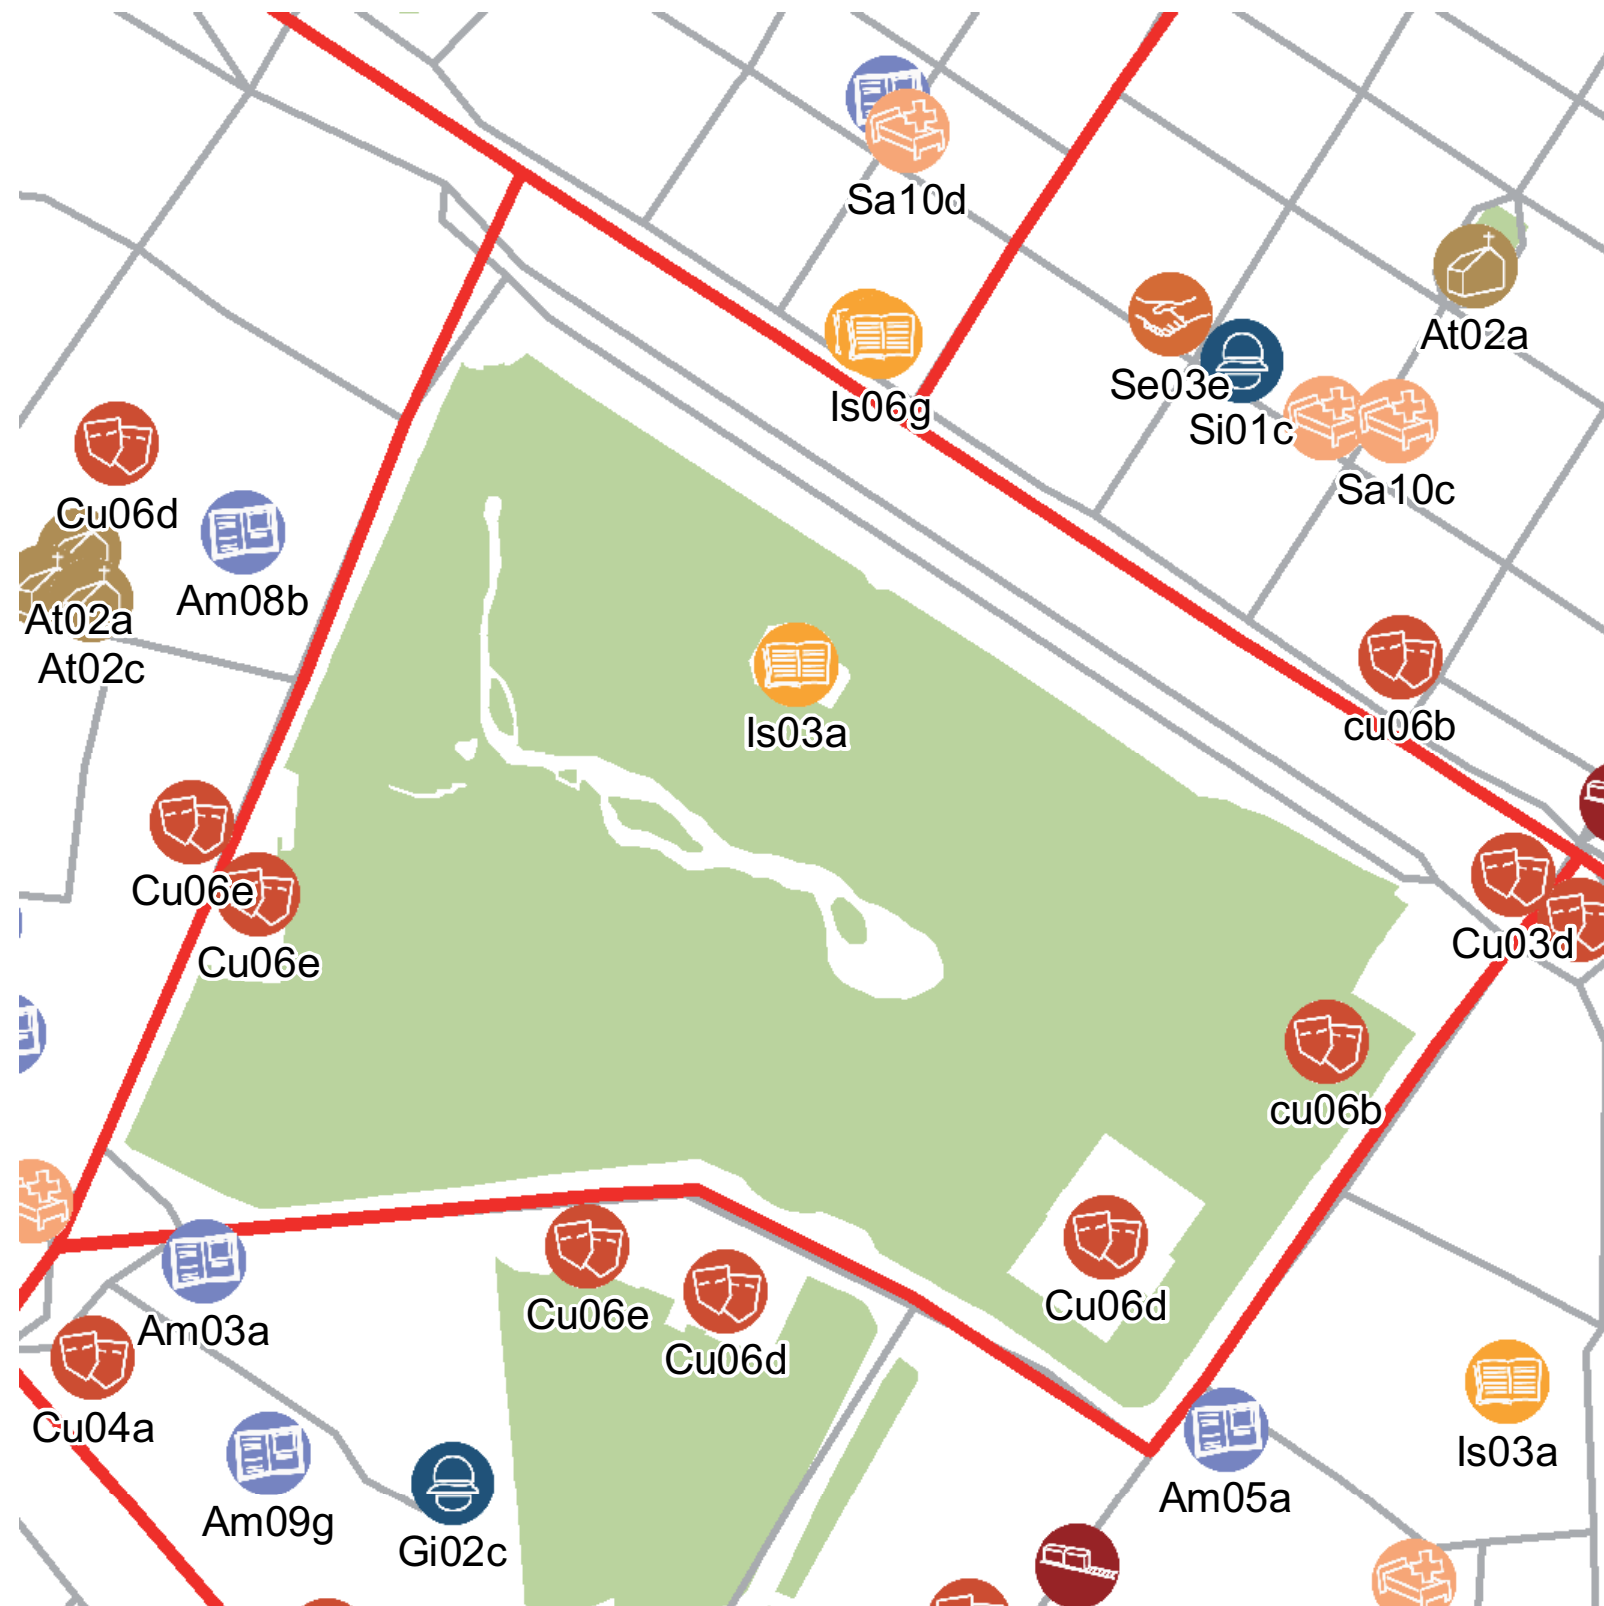 Sa10d
At02a
Se03e
Is06g
Si01c
Sa10c
Cu06d
Am08b
At02a
At02c
Is03a
cu06b
Cu06e
Cu06e
Cu03d
cu06b
Cu06d
Cu06e
Am03a
Cu06d
Cu04a
Is03a
Am05a
Am09g
Gi02c